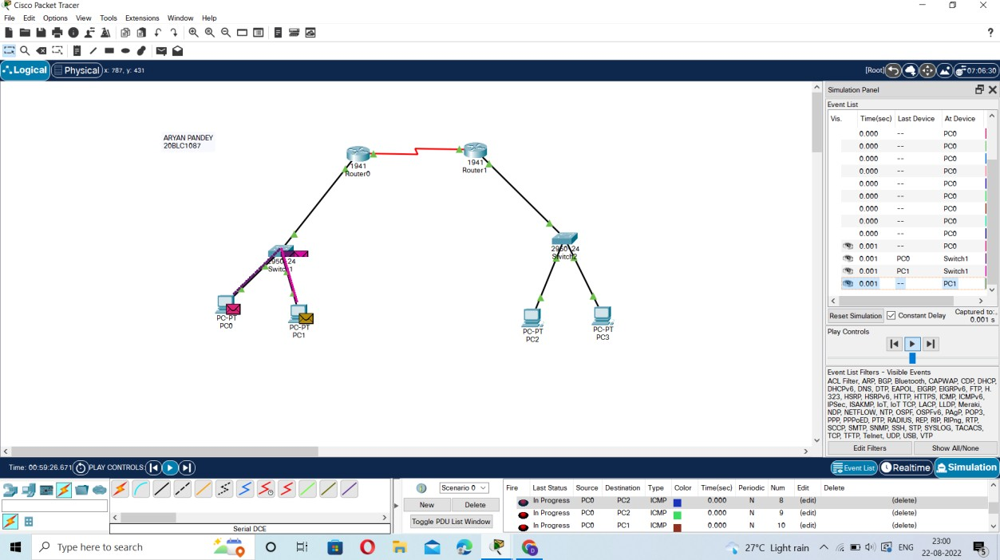 Cisco Packet Tracer
File Edit Options View Tools Extensions Window Help
?
Logical Physical x: 787, y: 431 [Root] 07:06:30
ARYAN PANDEY
20BLC1087
1941
Router0
1941
Router1
2950-24
Switch1
2950-24
Switch2
PC-PT
PC0
PC-PT
PC1
PC-PT
PC2
PC-PT
PC3
Simulation Panel
Event List
Vis. Time(sec) Last Device At Device
0.000 -- PC0
0.000 -- PC0
0.000 -- PC0
0.000 -- PC0
0.000 -- PC0
0.000 -- PC0
0.000 -- PC0
0.000 -- PC0
0.000 -- PC0
0.001 -- PC0
0.001 PC0 Switch1
0.001 PC1 Switch1
0.001 -- PC1
Reset Simulation Constant Delay Captured to:
0.001 s
Play Controls
Event List Filters - Visible Events
ACL Filter, ARP, BGP, Bluetooth, CAPWAP, CDP, DHCP,
DHCPv6, DNS, DTP, EAPOL, EIGRP, EIGRPv6, FTP, H.
323, HSRP, HSRPv6, HTTP, HTTPS, ICMP, ICMPv6,
IPSec, ISAKMP, IoT, IoT TCP, LACP, LLDP, Meraki,
NDP, NETFLOW, NTP, OSPF, OSPFv6, PAgP, POP3,
PPP, PPPoED, PTP, RADIUS, REP, RIP, RIPng, RTP,
SCCP, SMTP, SNMP, SSH, STP, SYSLOG, TACACS,
TCP, TFTP, Telnet, UDP, USB, VTP
Edit Filters Show All/None
Time: 00:59:26.671 PLAY CONTROLS: Event List Realtime Simulation
Scenario 0
New Delete
Toggle PDU List Window
Serial DCE
Fire Last Status Source Destination Type Color Time(sec) Periodic Num Edit Delete
In Progress PC0 PC2 ICMP 0.000 N 8 (edit) (delete)
In Progress PC0 PC2 ICMP 0.000 N 9 (edit) (delete)
In Progress PC0 PC1 ICMP 0.000 N 10 (edit) (delete)
Type here to search
D
27°C Light rain ENG 23:00
22-08-2022
5